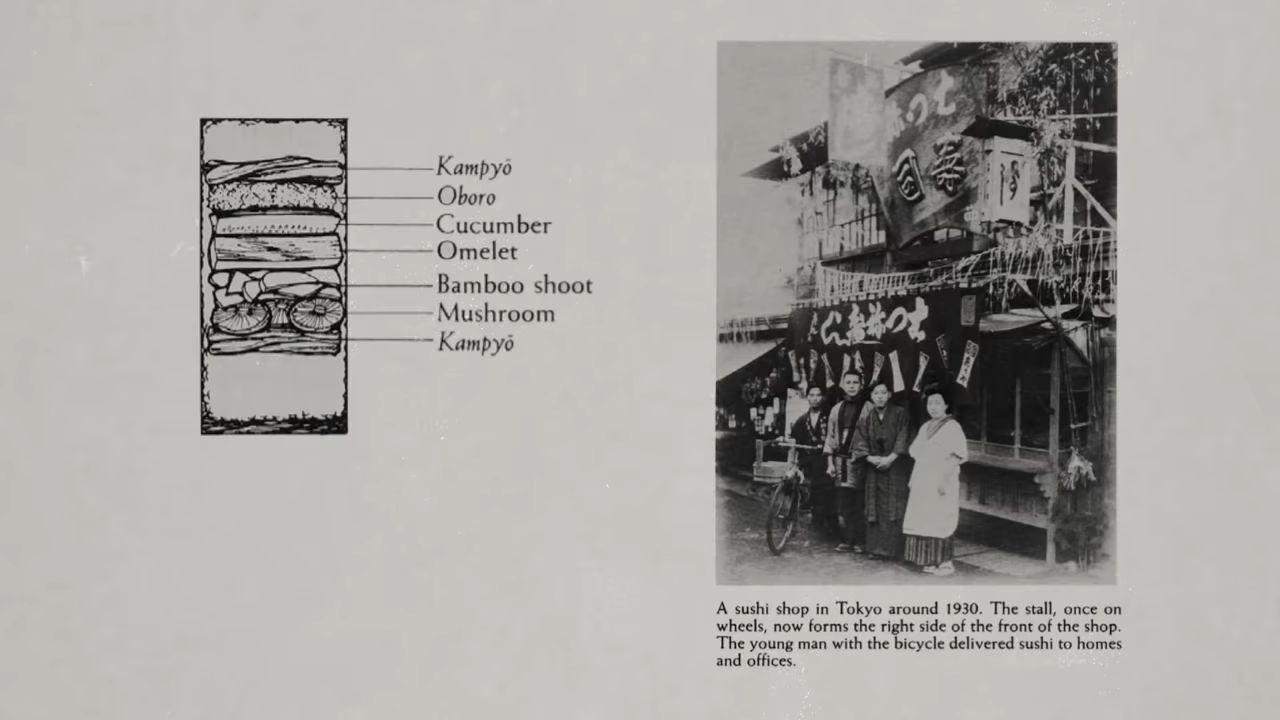 Kampyō
Oboro
Cucumber
Omelet
Bamboo shoot
Mushroom
Kampyō
A sushi shop in Tokyo around 1930. The stall, once on
wheels, now forms the right side of the front of the shop.
The young man with the bicycle delivered sushi to homes
and offices.